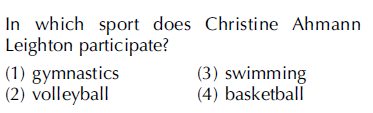 In which sport does Christine Ahmann
Leighton participate?
(1) gymnastics (3) swimming
(2) volleyball (4) basketball